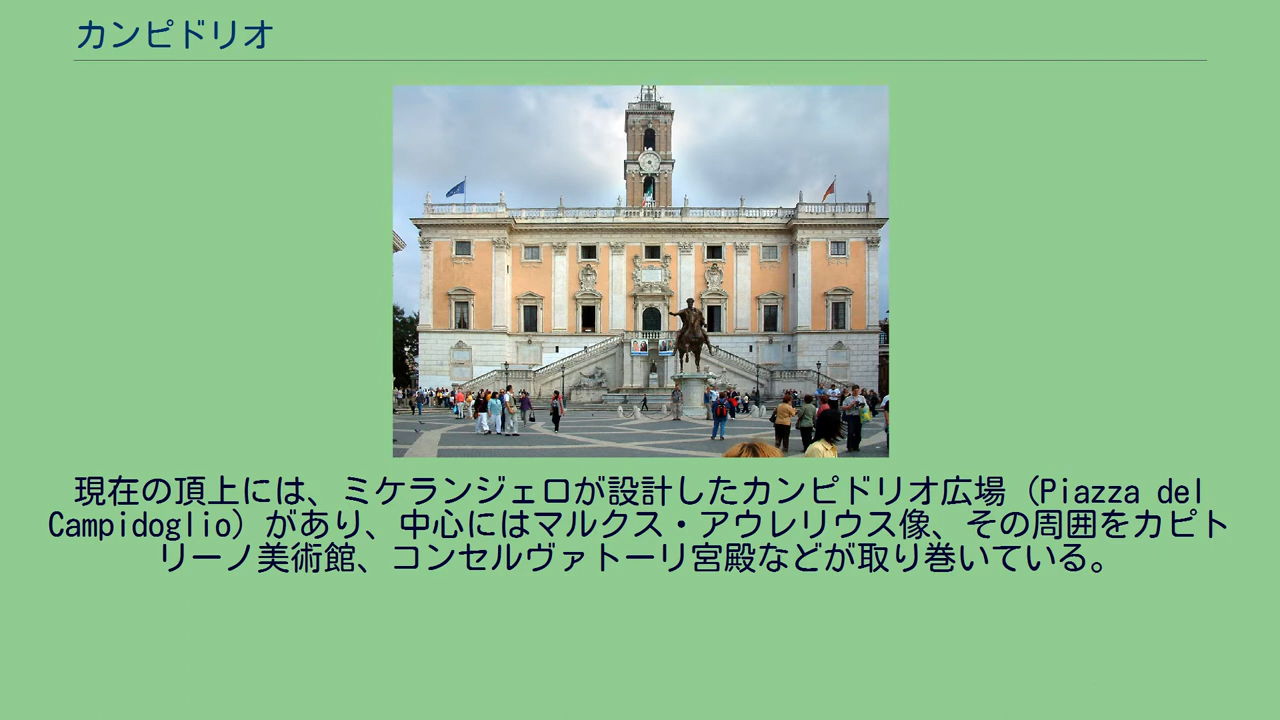 カンピドリオ
現在の頂上には、ミケランジェロが設計したカンピドリオ広場（Piazza del
Campidoglio）があり、中心にはマルクス・アウレリウス像、その周囲をカピト
リーノ美術館、コンセルヴァトーリ宮殿などが取り巻いている。